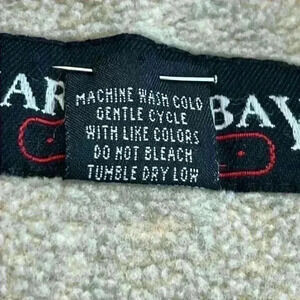 AR
MACHINE WASH COLD
GENTLE CYCLE
WITH LIKE COLORS
DO NOT BLEACH
TUMBLE DRY LOW
BAY